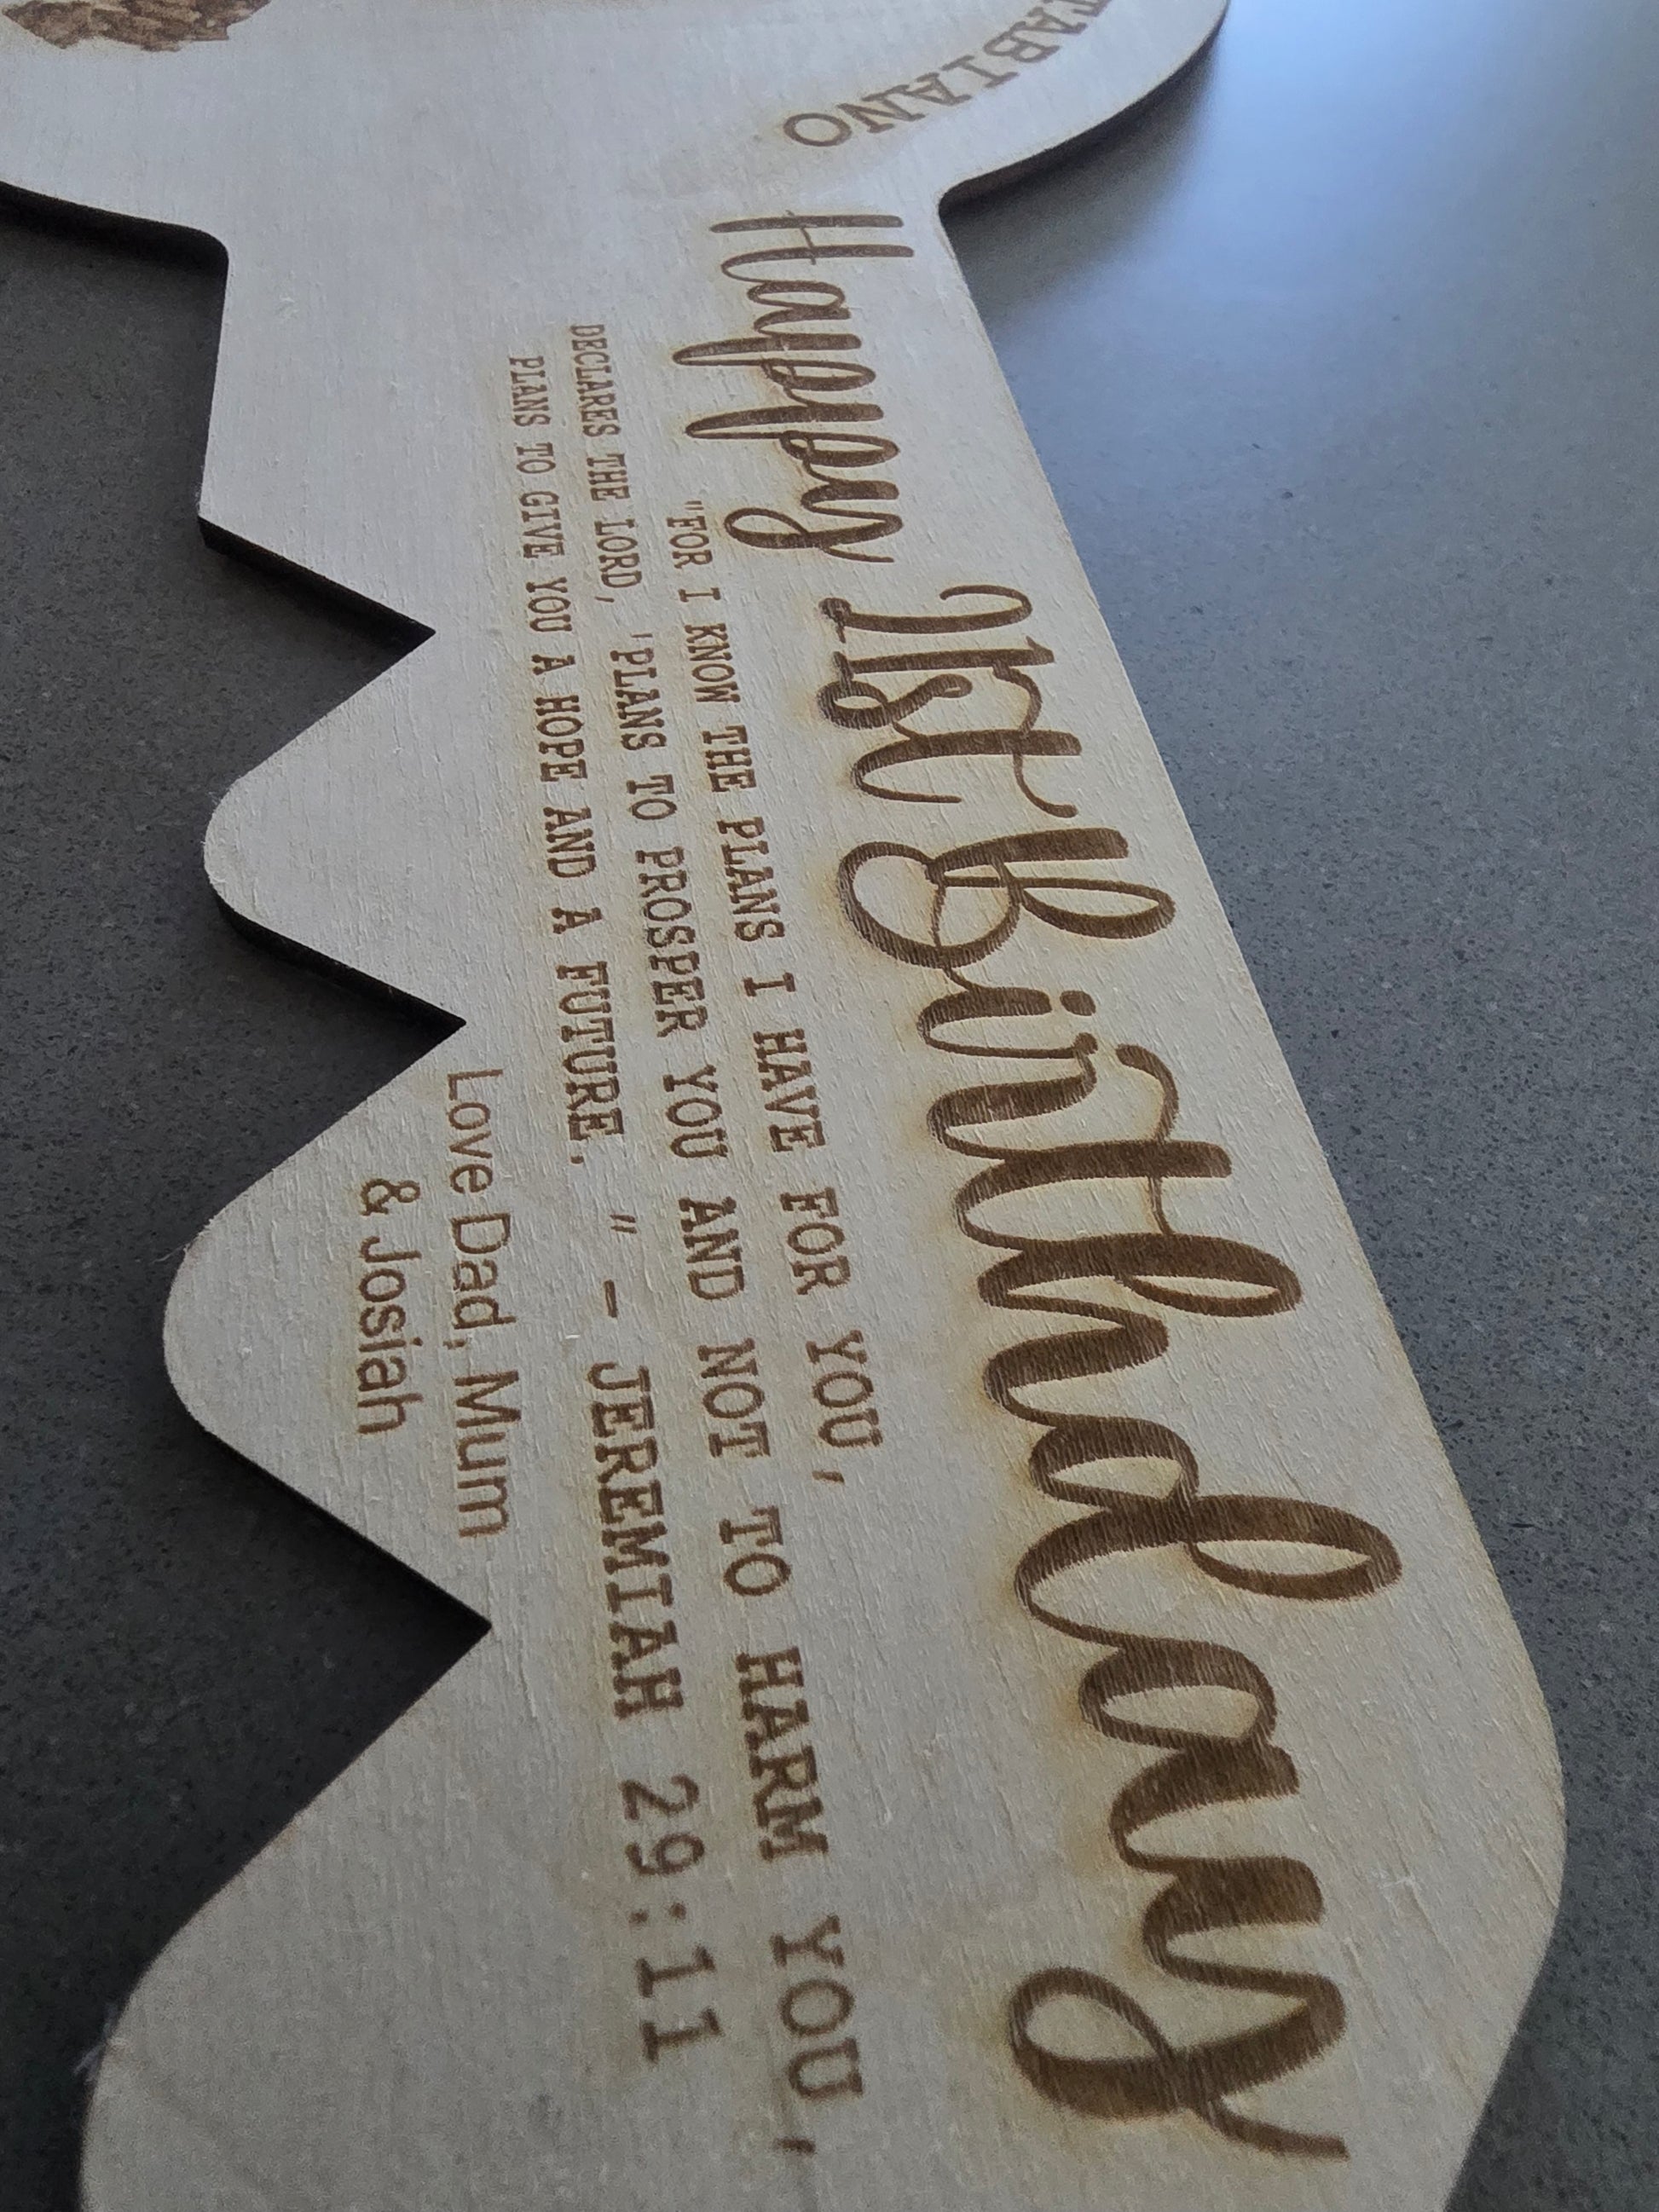 TABIANO
Happy 21st Birthday
"FOR I KNOW THE PLANS I HAVE FOR YOU,
DECLARES THE LORD, 'PLANS TO PROSPER YOU AND NOT TO HARM YOU,
PLANS TO GIVE YOU A HOPE AND A FUTURE. " - JEREMIAH 29:11
Love Dad, Mum
& Josiah